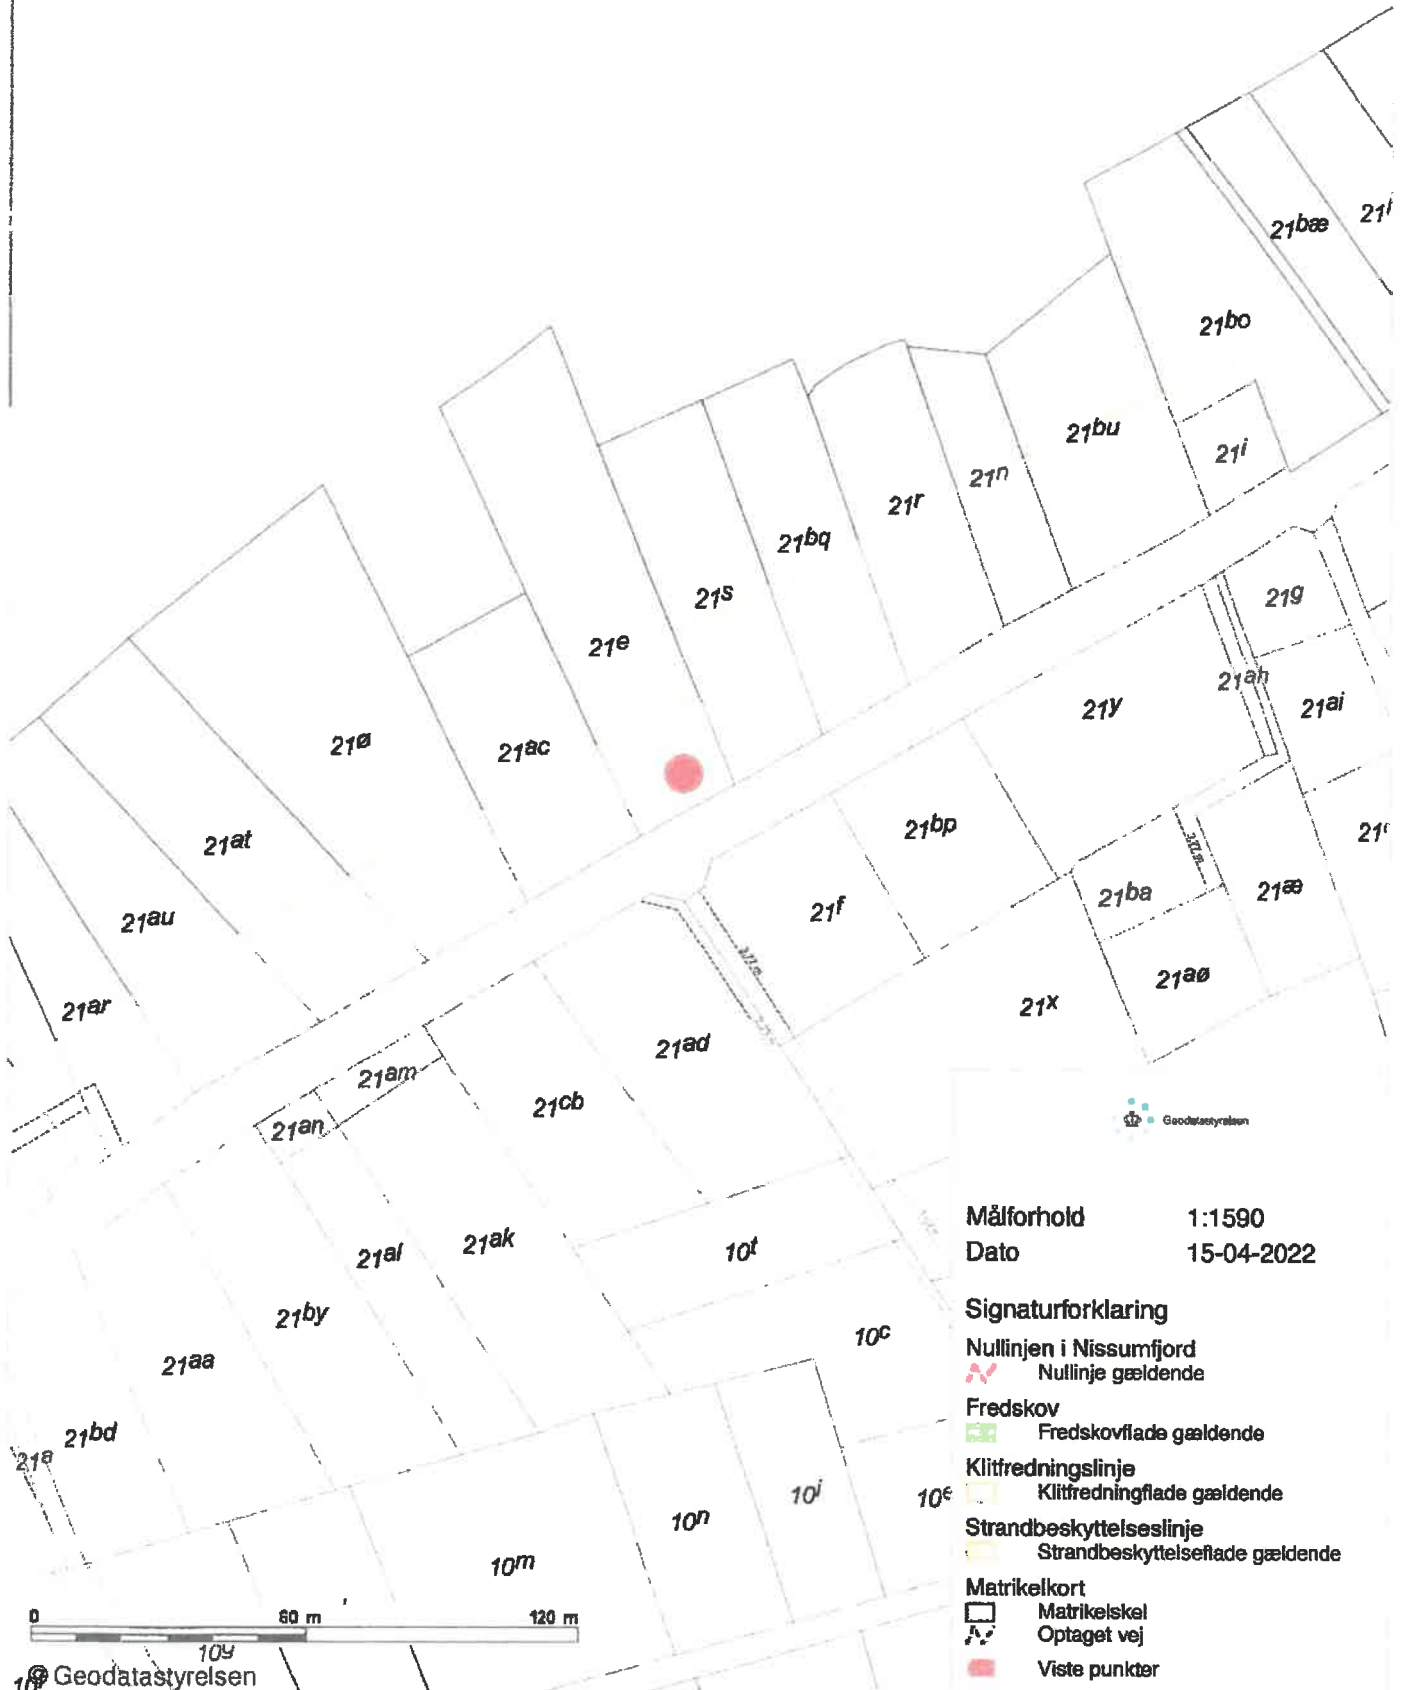 21bæ
21bo
21bu
21i
21n
21r
21bq
21s
21e
21g
21ah
21ai
21y
21ø
21ac
21bp
21at
21f
21ba
21æ
21au
21ar
21x
21aø
21ad
21am
21cb
21an
21al
21ak
10t
21by
21aa
10c
21bd
21a
10n
10j
10m
10y
0 60 m 120 m
© Geodatastyrelsen
Geodatastyrelsen
Målforhold 1:1590
Dato 15-04-2022
Signaturforklaring
Nullinjen i Nissumfjord
Nullinje gældende
Fredskov
Fredskovflade gældende
Klitfredningslinje
Klitfredningflade gældende
Strandbeskyttelseslinje
Strandbeskyttelseflade gældende
Matrikelkort
Matrikelskel
Optaget vej
Viste punkter